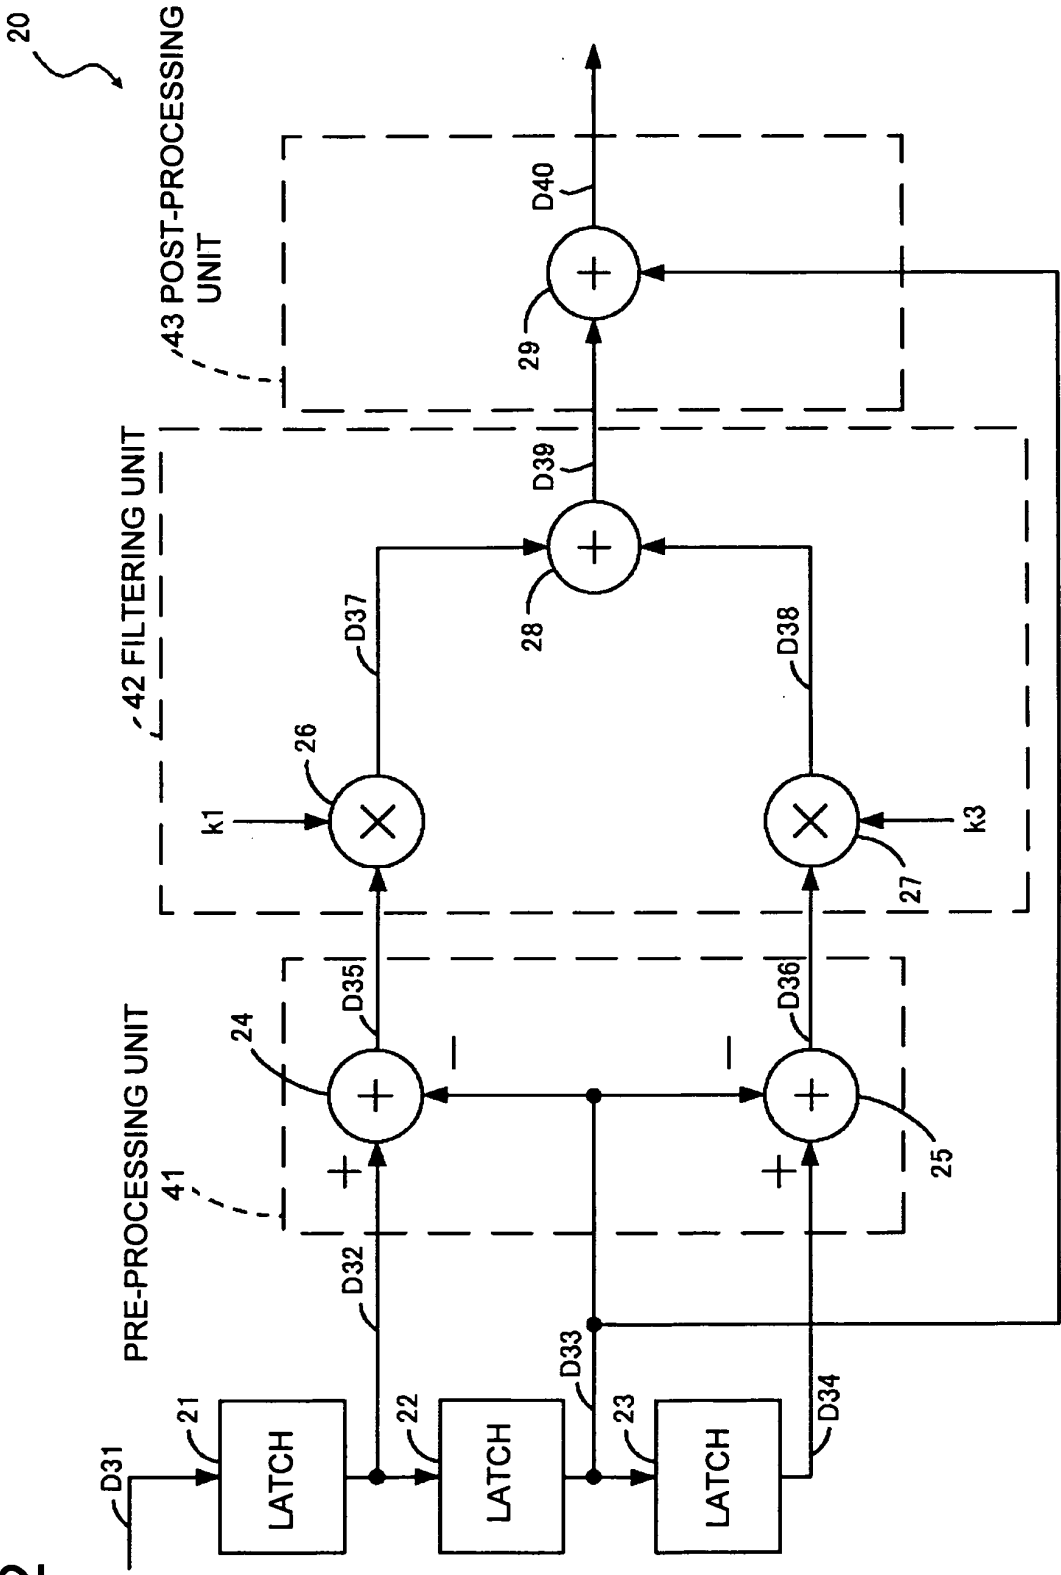 20
PRE-PROCESSING UNIT
41
42 FILTERING UNIT
43 POST-PROCESSING
UNIT
D31
21
LATCH
D32
24
D35
+
+
−
k1
26
×
D37
22
LATCH
D33
28
+
D39
29
+
D40
23
LATCH
D34
−
+
+
25
D36
×
27
k3
D38